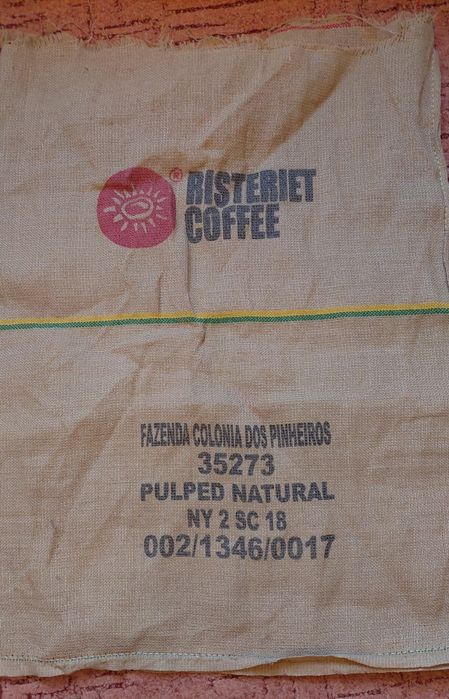 ® RISTERIET
COFFEE
FAZENDA COLONIA DOS PINHEIROS
35273
PULPED NATURAL
NY 2 SC 18
002/1346/0017